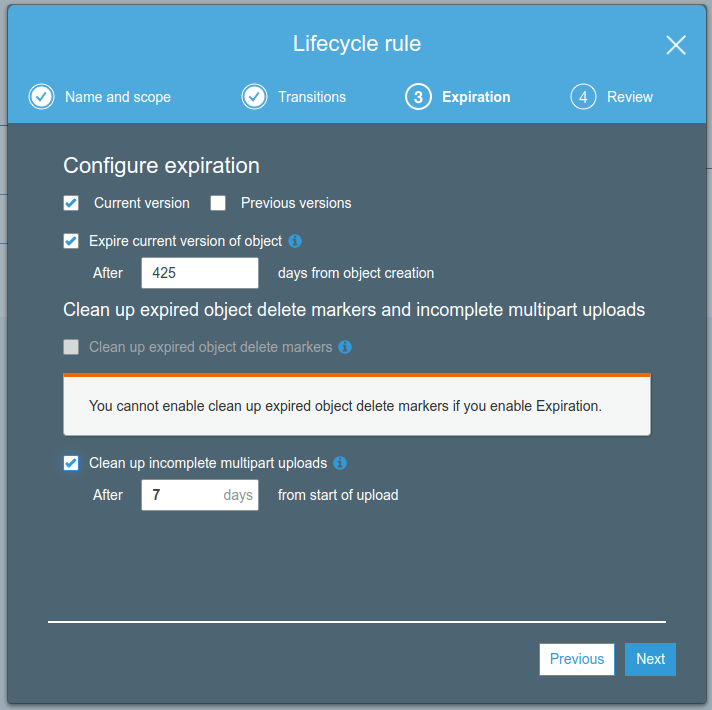 Lifecycle rule
Name and scope Transitions 3 Expiration 4 Review
Configure expiration
Current version Previous versions
Expire current version of object
After 425 days from object creation
Clean up expired object delete markers and incomplete multipart uploads
Clean up expired object delete markers
You cannot enable clean up expired object delete markers if you enable Expiration.
Clean up incomplete multipart uploads
After 7 days from start of upload
Previous Next